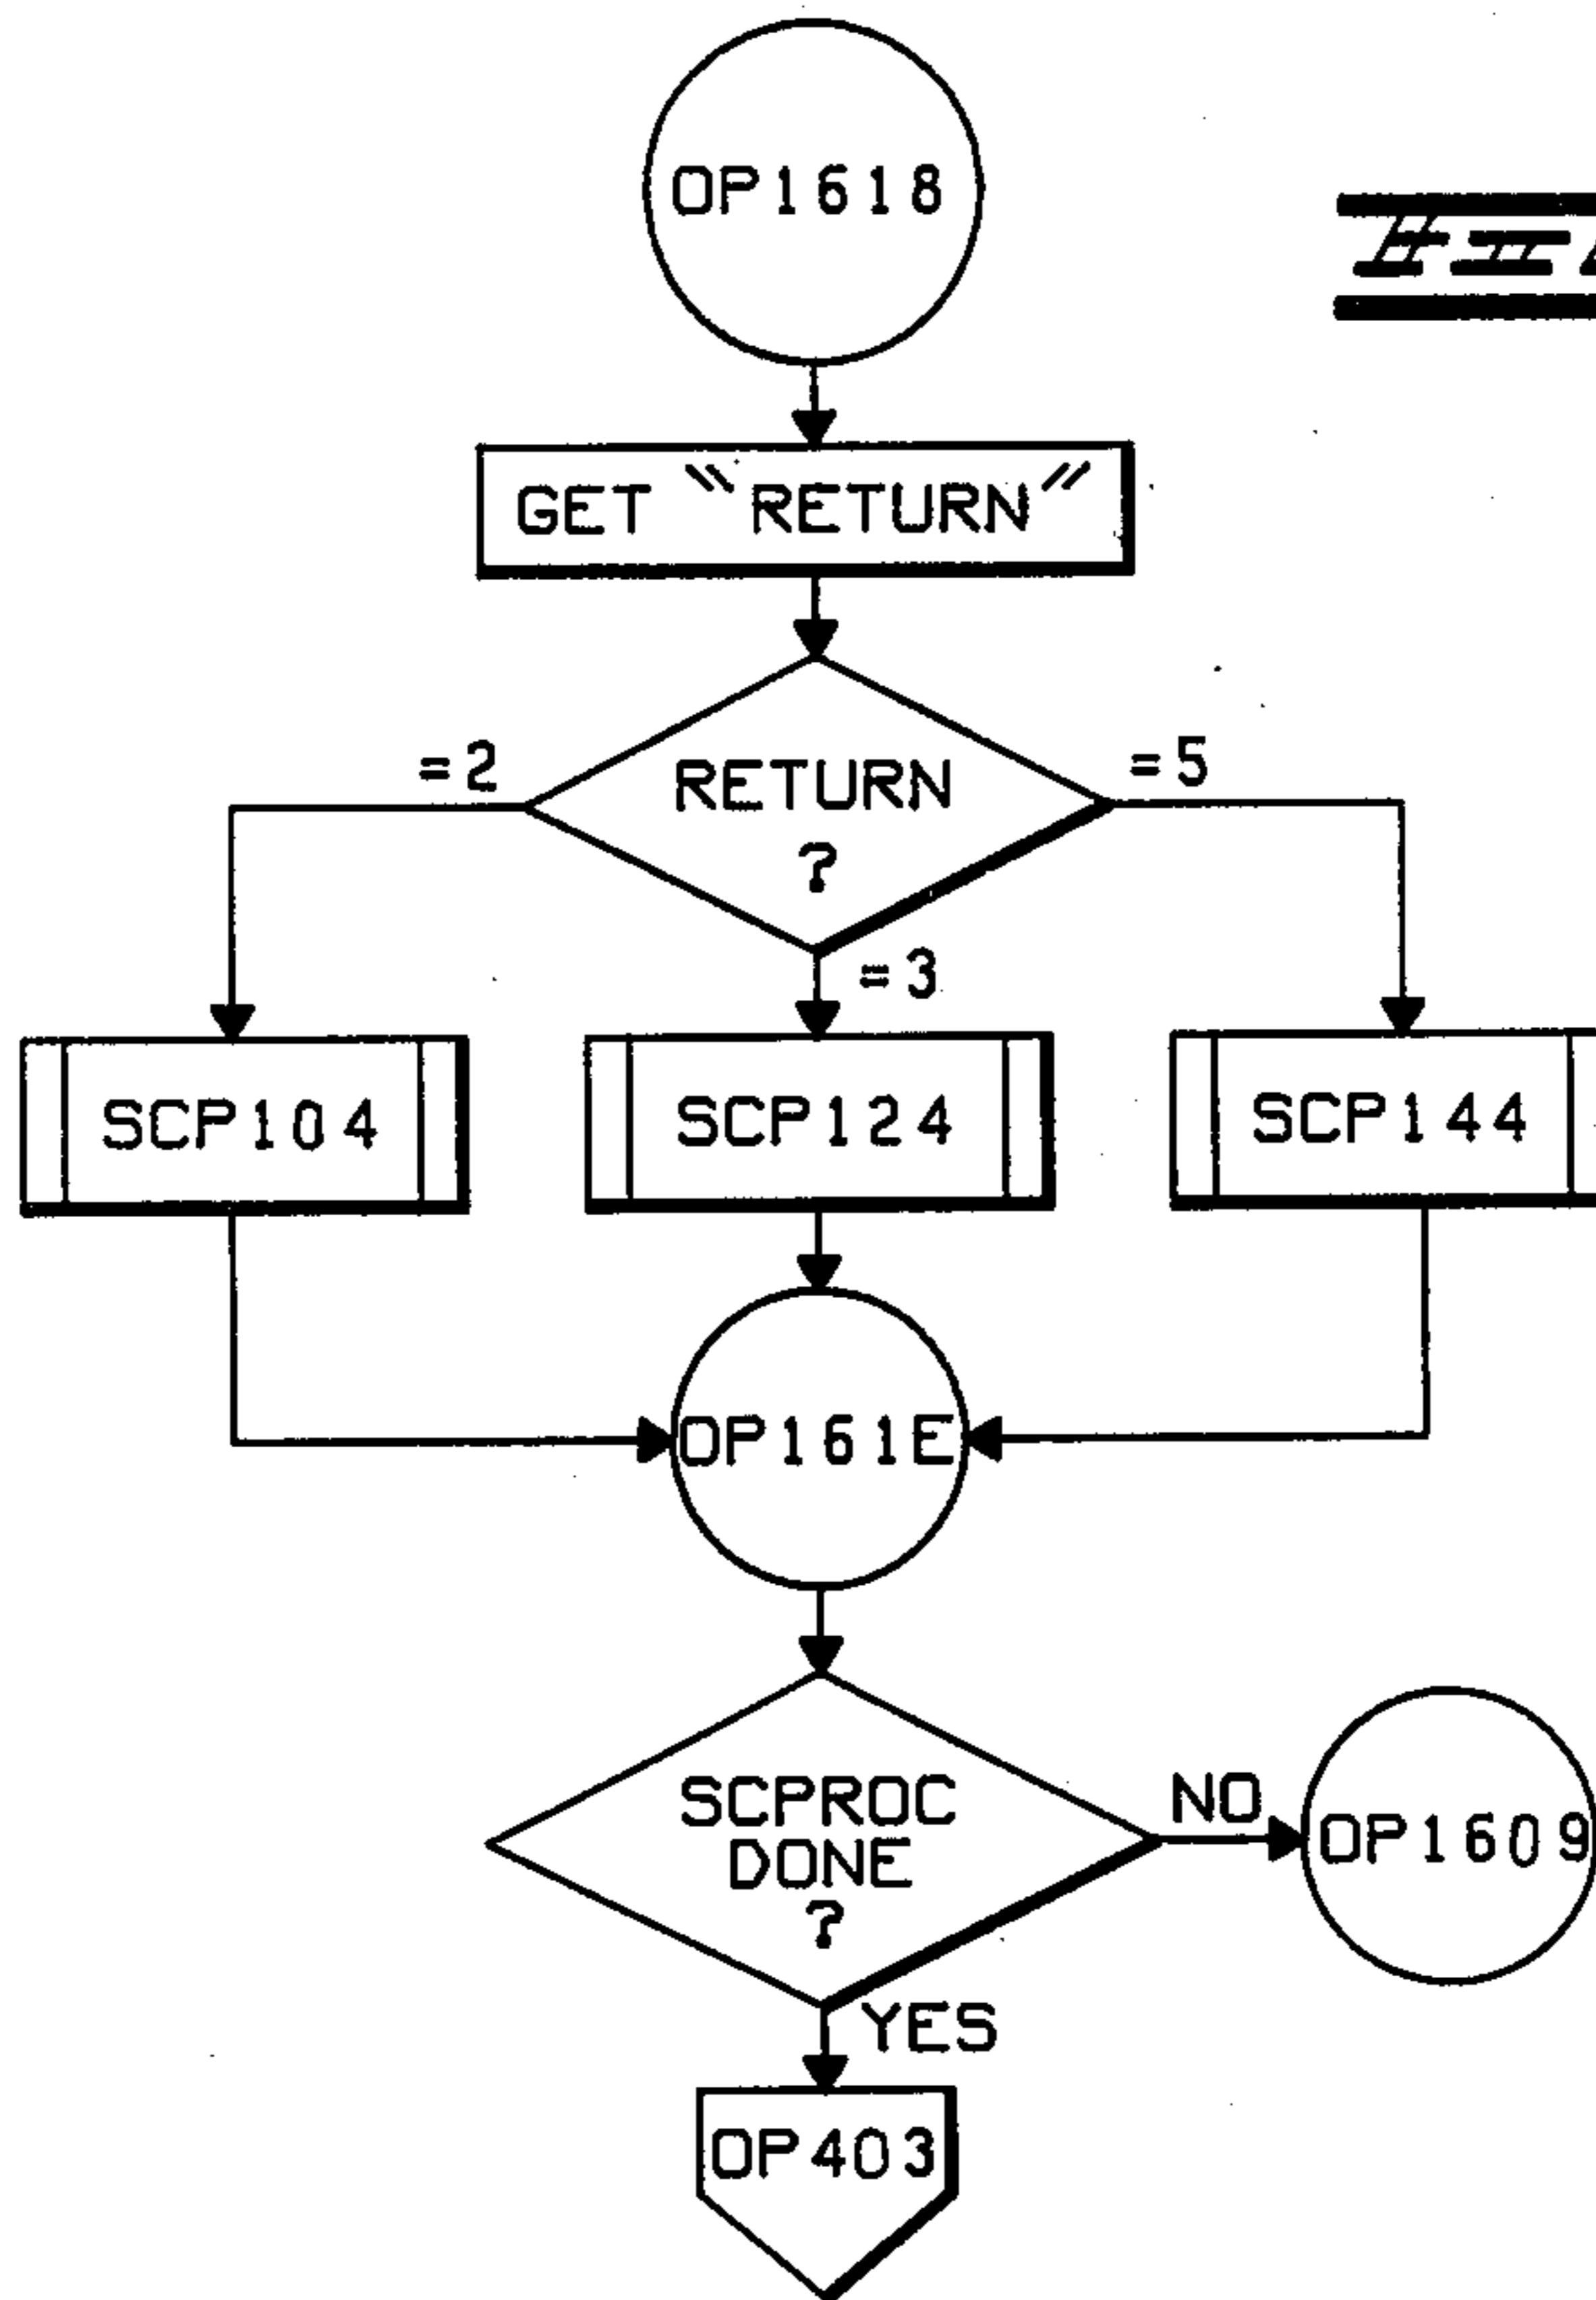 OP1618
GET "RETURN"
RETURN
?
=2
=5
=3
SCP104
SCP124
SCP144
OP161E
SCPROC
DONE
?
NO
OP1609
YES
OP403